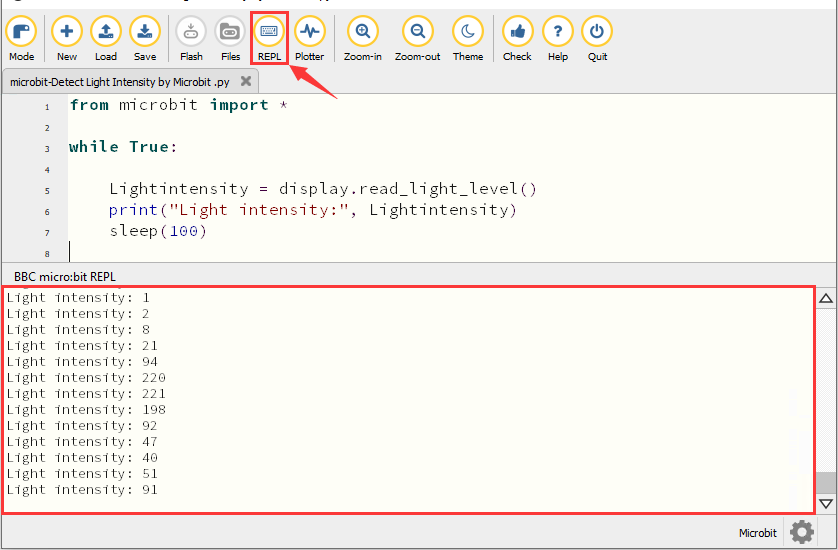 Mode New Load Save Flash Files REPL Plotter Zoom-in Zoom-out Theme Check Help Quit
microbit-Detect Light Intensity by Microbit .py
1 from microbit import *
2
3 while True:
4
5 Lightintensity = display.read_light_level()
6 print("Light intensity:", Lightintensity)
7 sleep(100)
8
BBC micro:bit REPL
Light intensity: 1
Light intensity: 2
Light intensity: 8
Light intensity: 21
Light intensity: 94
Light intensity: 220
Light intensity: 221
Light intensity: 198
Light intensity: 92
Light intensity: 47
Light intensity: 40
Light intensity: 51
Light intensity: 91
Microbit